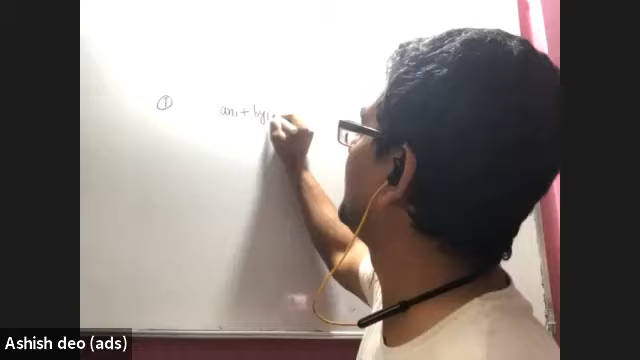 ① ax₁ + by₁
Ashish deo (ads)